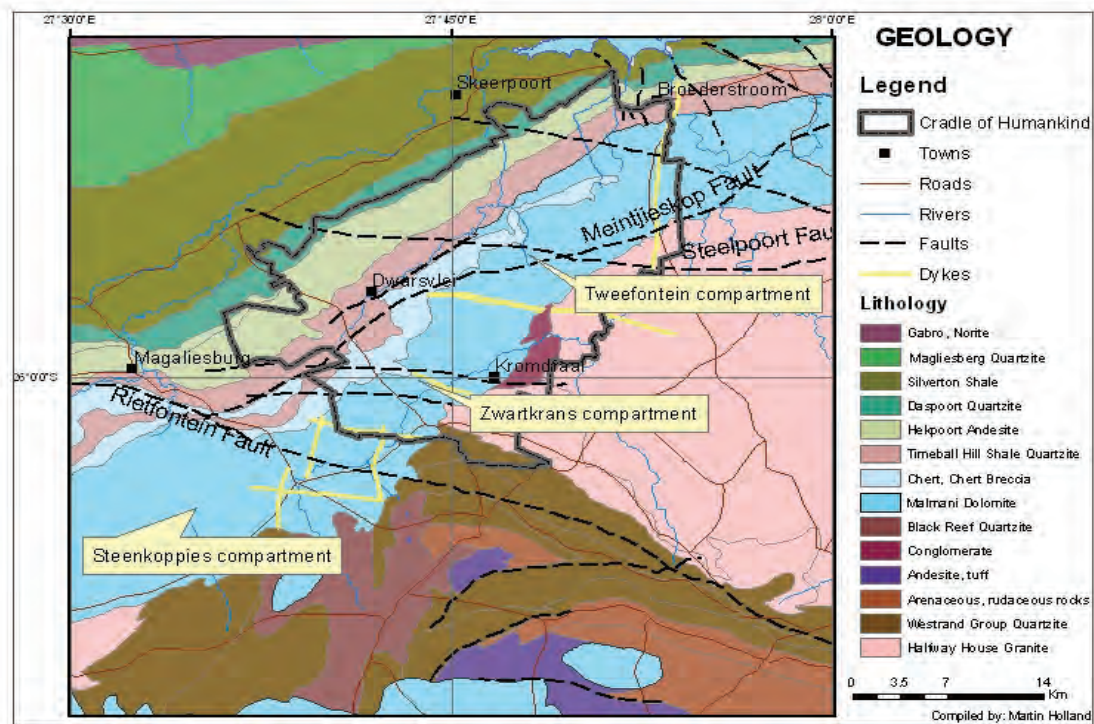 27°30'0"E
27°45'0"E
28°0'0"E
GEOLOGY
Legend
Cradle of Humankind
Towns
Roads
Rivers
Faults
Dykes
Lithology
Gabro, Norite
Magliesberg Quartzite
Silverton Shale
Daspoort Quartzite
Hekpoort Andesite
Timeball Hill Shale Quartzite
Chert, Chert Breccia
Malmani Dolomite
Black Reef Quartzite
Conglomerate
Andesite, tuff
Arenaceous, rudaceous rocks
Westrand Group Quartzite
Halfway House Granite
0 3.5 7 14
Km
Compiled by: Martin Holland
Skeerpoort
Broederstroom
Meintjieskop Fault
Steelpoort Fau
Dwarsvlei
Tweefontein compartment
Magaliesburg
Kromdraai
26°0'0"S
Zwartkrans compartment
Rietfontein Fault
Steenkoppies compartment